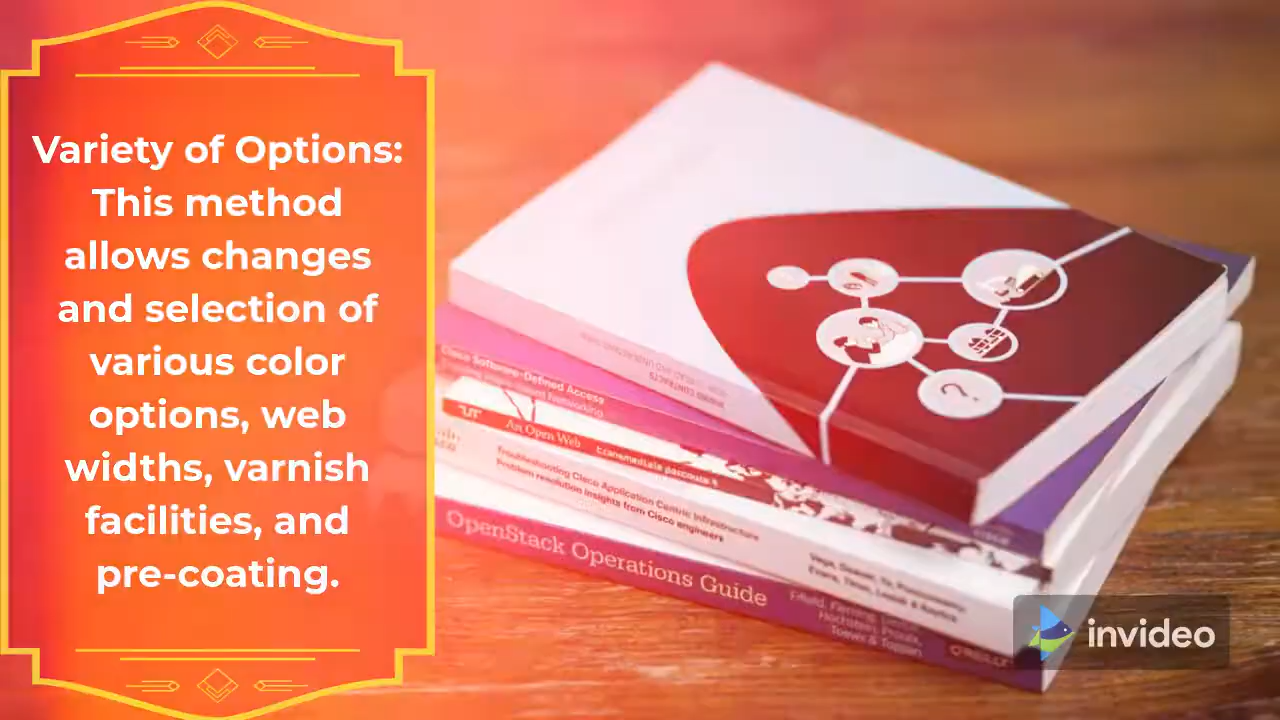 Variety of Options:
This method
allows changes
and selection of
various color
options, web
widths, varnish
facilities, and
pre-coating.
Cisco Software-Defined Access
"UT"
An Open Web
Troubleshooting Cisco Application Centric Infrastructure
Problem resolution insights from Cisco engineers
OpenStack Operations Guide
O'REILLY
invideo